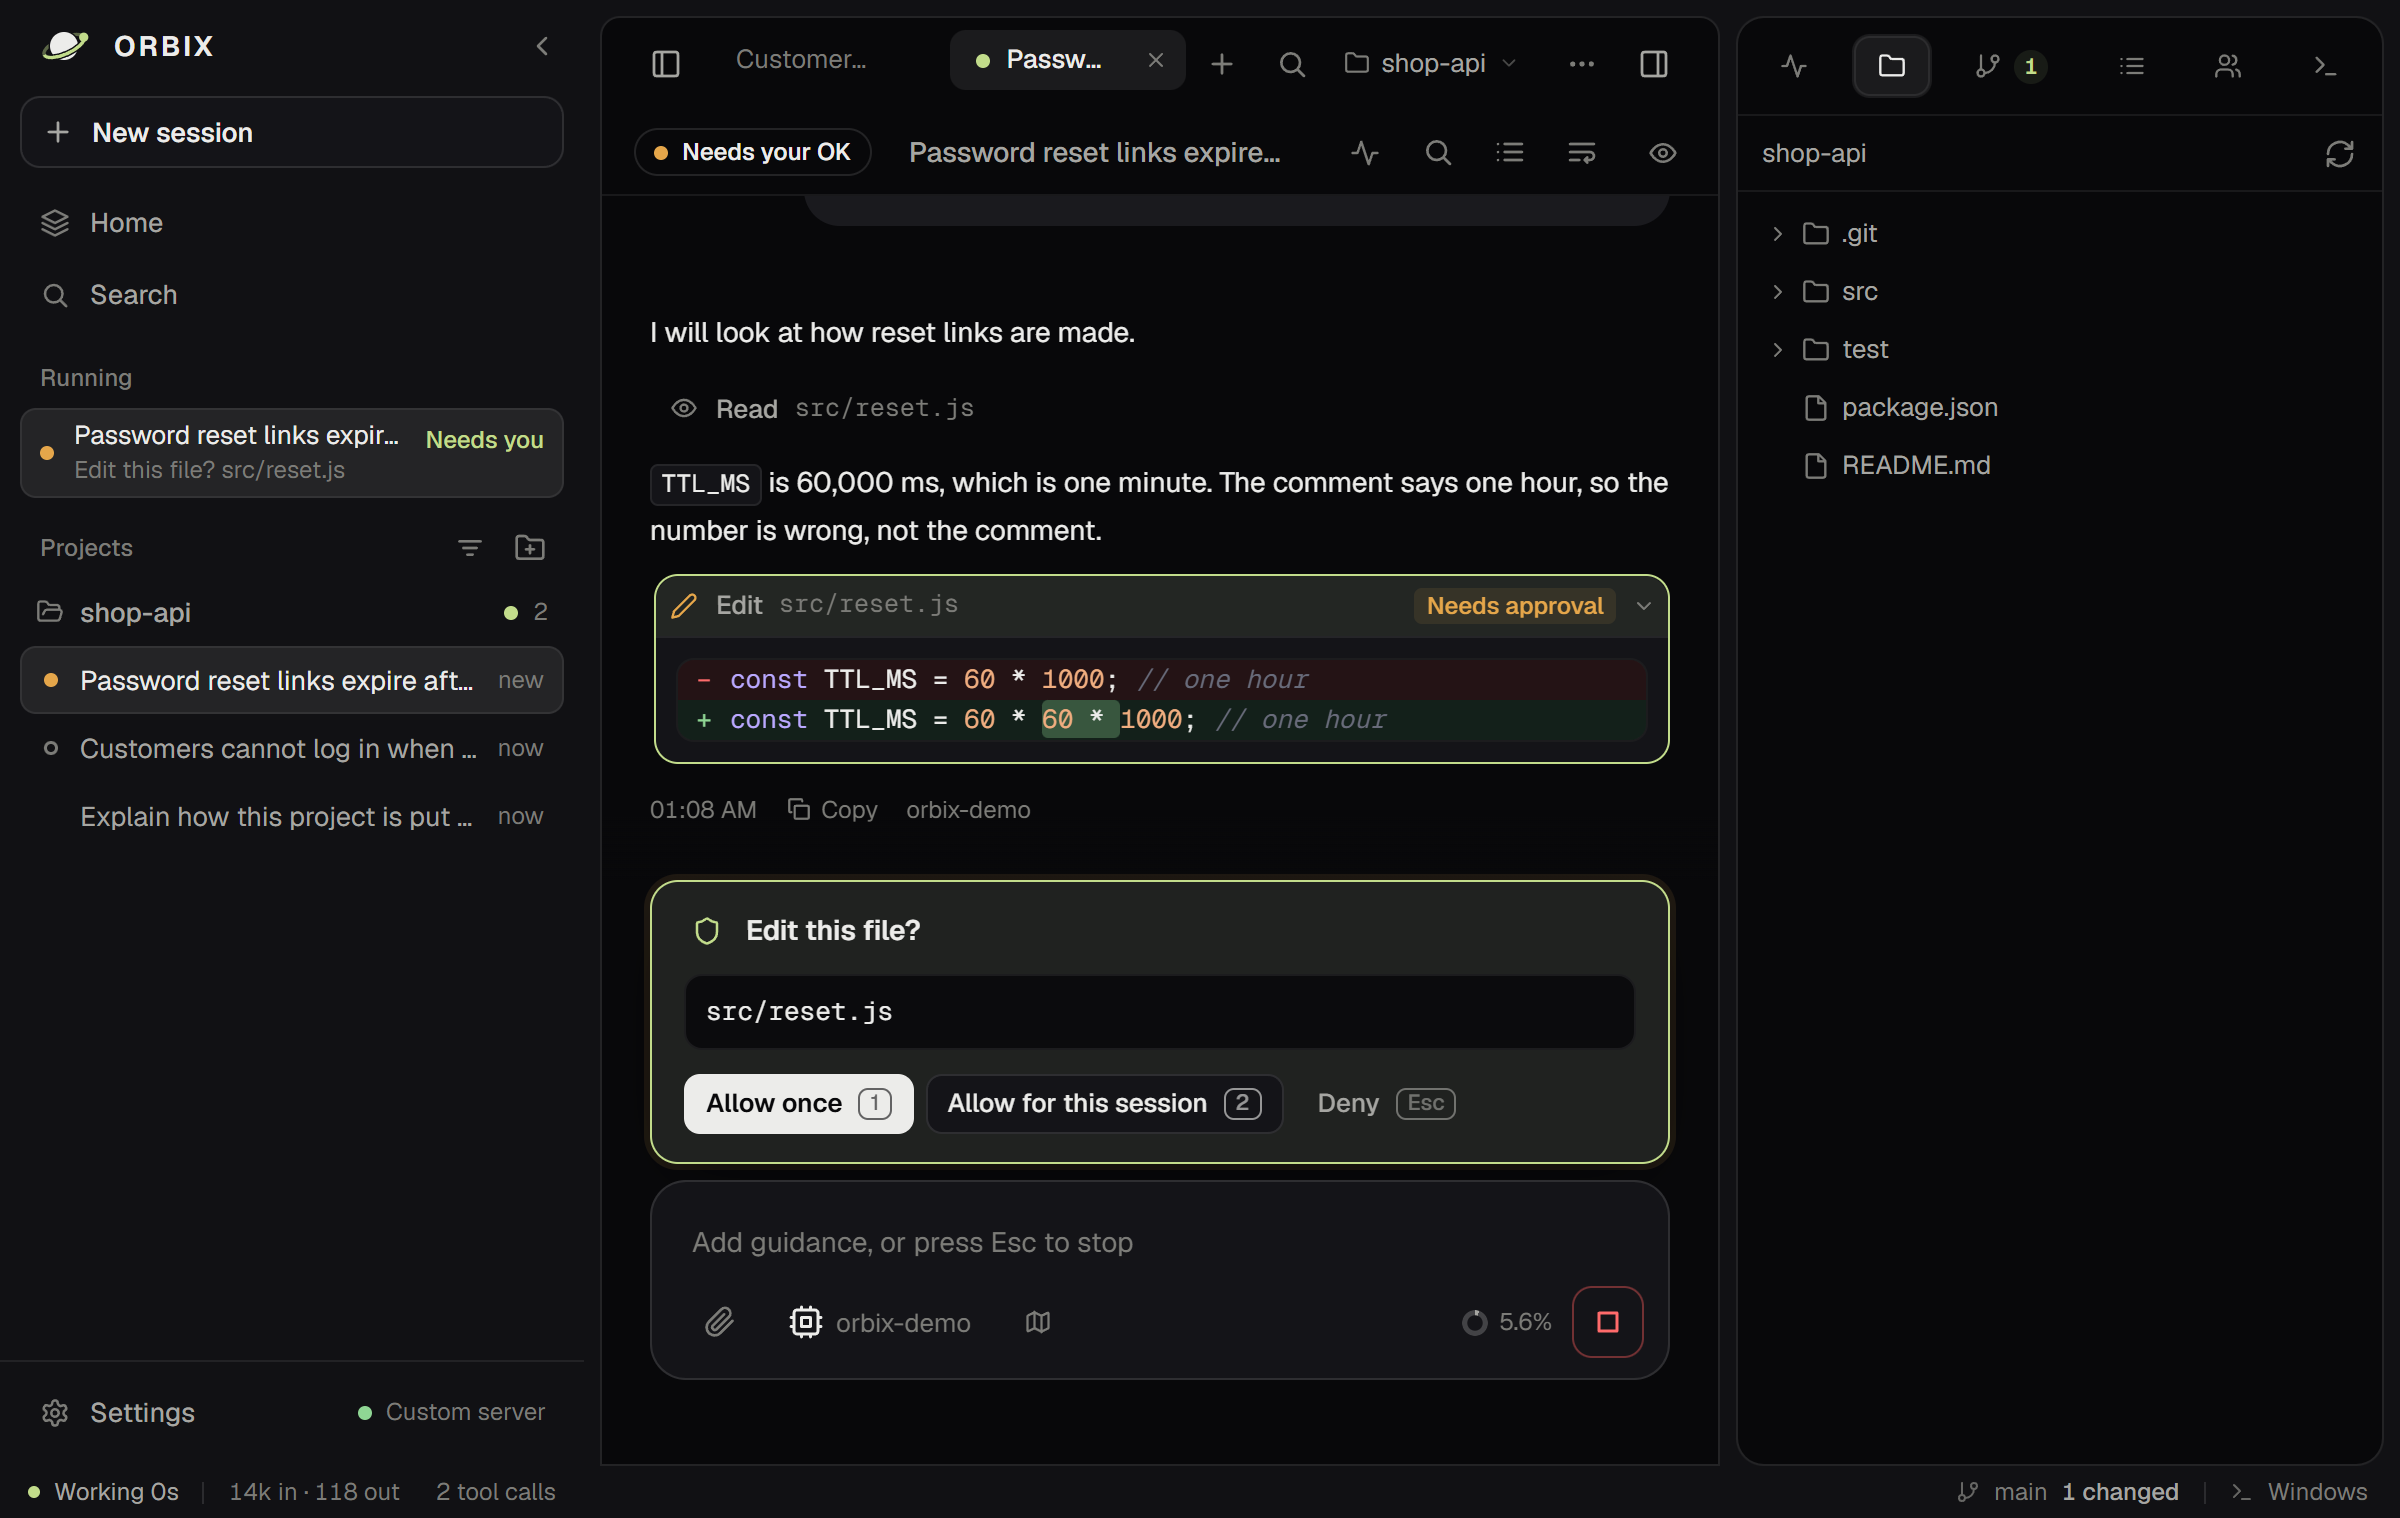 ORBIX
New session
Home
Search
Running
Password reset links expir... Needs you
Edit this file? src/reset.js
Projects
shop-api 2
Password reset links expire aft... new
Customers cannot log in when ... now
Explain how this project is put ... now
Settings Custom server
Working 0s 14k in · 118 out 2 tool calls
Customer... Passw... shop-api
Needs your OK Password reset links expire...
I will look at how reset links are made.
Read src/reset.js
TTL_MS is 60,000 ms, which is one minute. The comment says one hour, so the
number is wrong, not the comment.
Edit src/reset.js Needs approval
- const TTL_MS = 60 * 1000; // one hour
+ const TTL_MS = 60 * 60 * 1000; // one hour
01:08 AM Copy orbix-demo
Edit this file?
src/reset.js
Allow once 1 Allow for this session 2 Deny Esc
Add guidance, or press Esc to stop
orbix-demo 5.6%
1
shop-api
.git
src
test
package.json
README.md
main 1 changed Windows